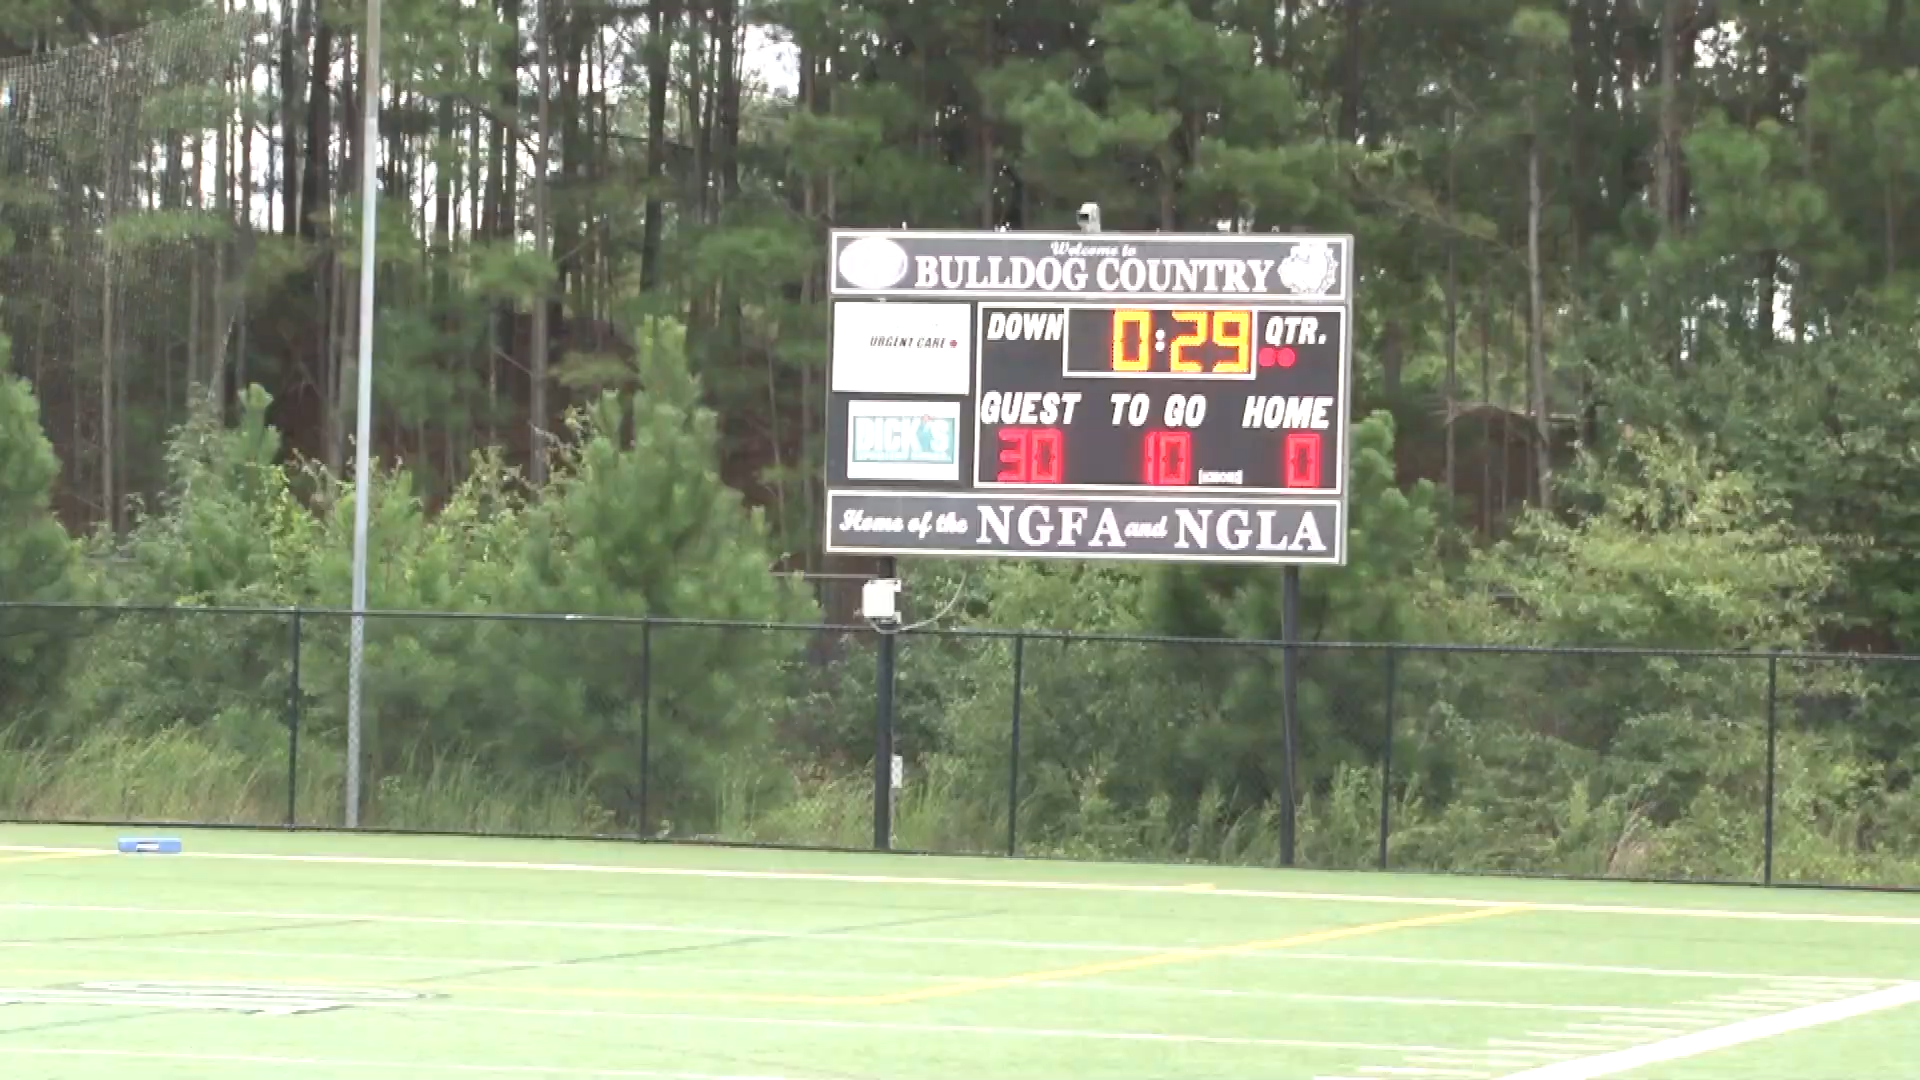 Welcome to
BULLDOG COUNTRY
URGENT CARE
DOWN 0:29 QTR.
DICK'S
GUEST TO GO HOME
30 10 0
Home of the NGFA and NGLA